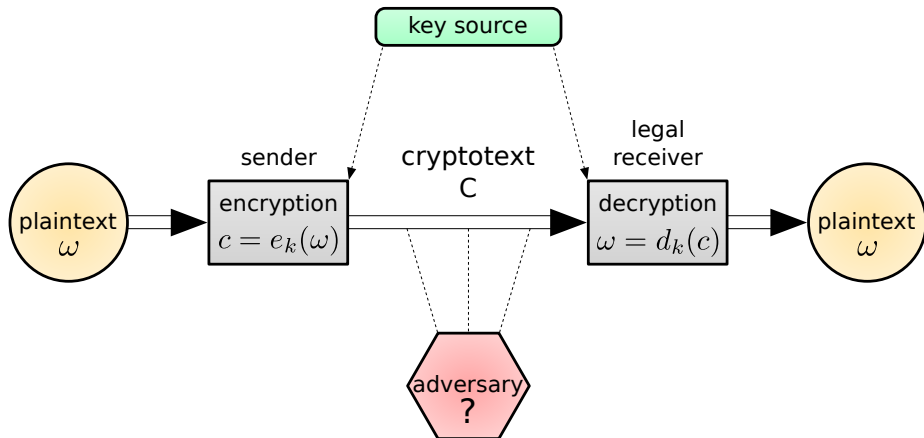 key source
sender
cryptotext
C
legal
receiver
plaintext
ω
encryption
c = e_k(ω)
decryption
ω = d_k(c)
plaintext
ω
adversary
?